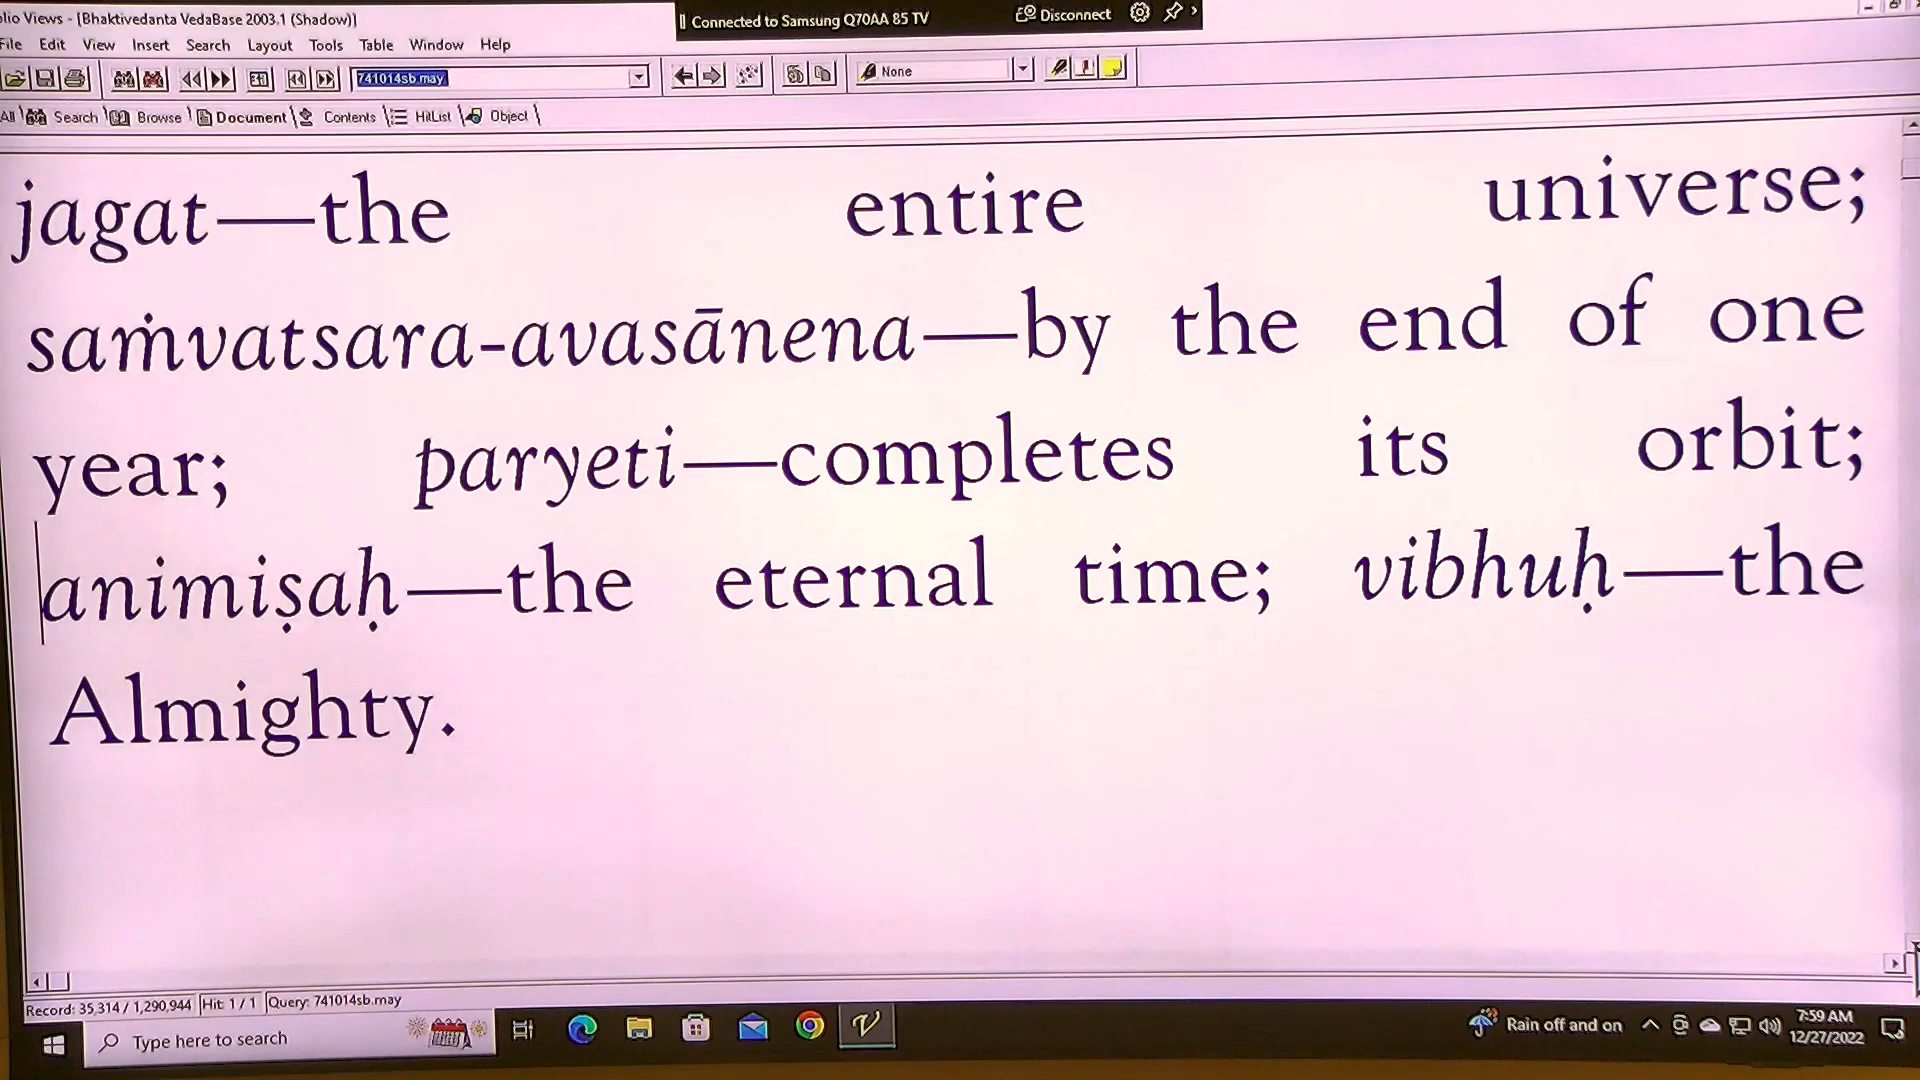 olio Views - [Bhaktivedanta VedaBase 2003.1 (Shadow)]
Connected to Samsung Q70AA 85 TV Disconnect
File Edit View Insert Search Layout Tools Table Window Help
741014sb.may None
All Search Browse Document Contents HitList Object
jagat—the entire universe;
saṁvatsara-avasānena—by the end of one
year; paryeti—completes its orbit;
animiṣaḥ—the eternal time; vibhuḥ—the
Almighty.
Record: 35,314 / 1,290,944 Hit: 1 / 1 Query: 741014sb.may
Type here to search Rain off and on 7:59 AM
12/27/2022